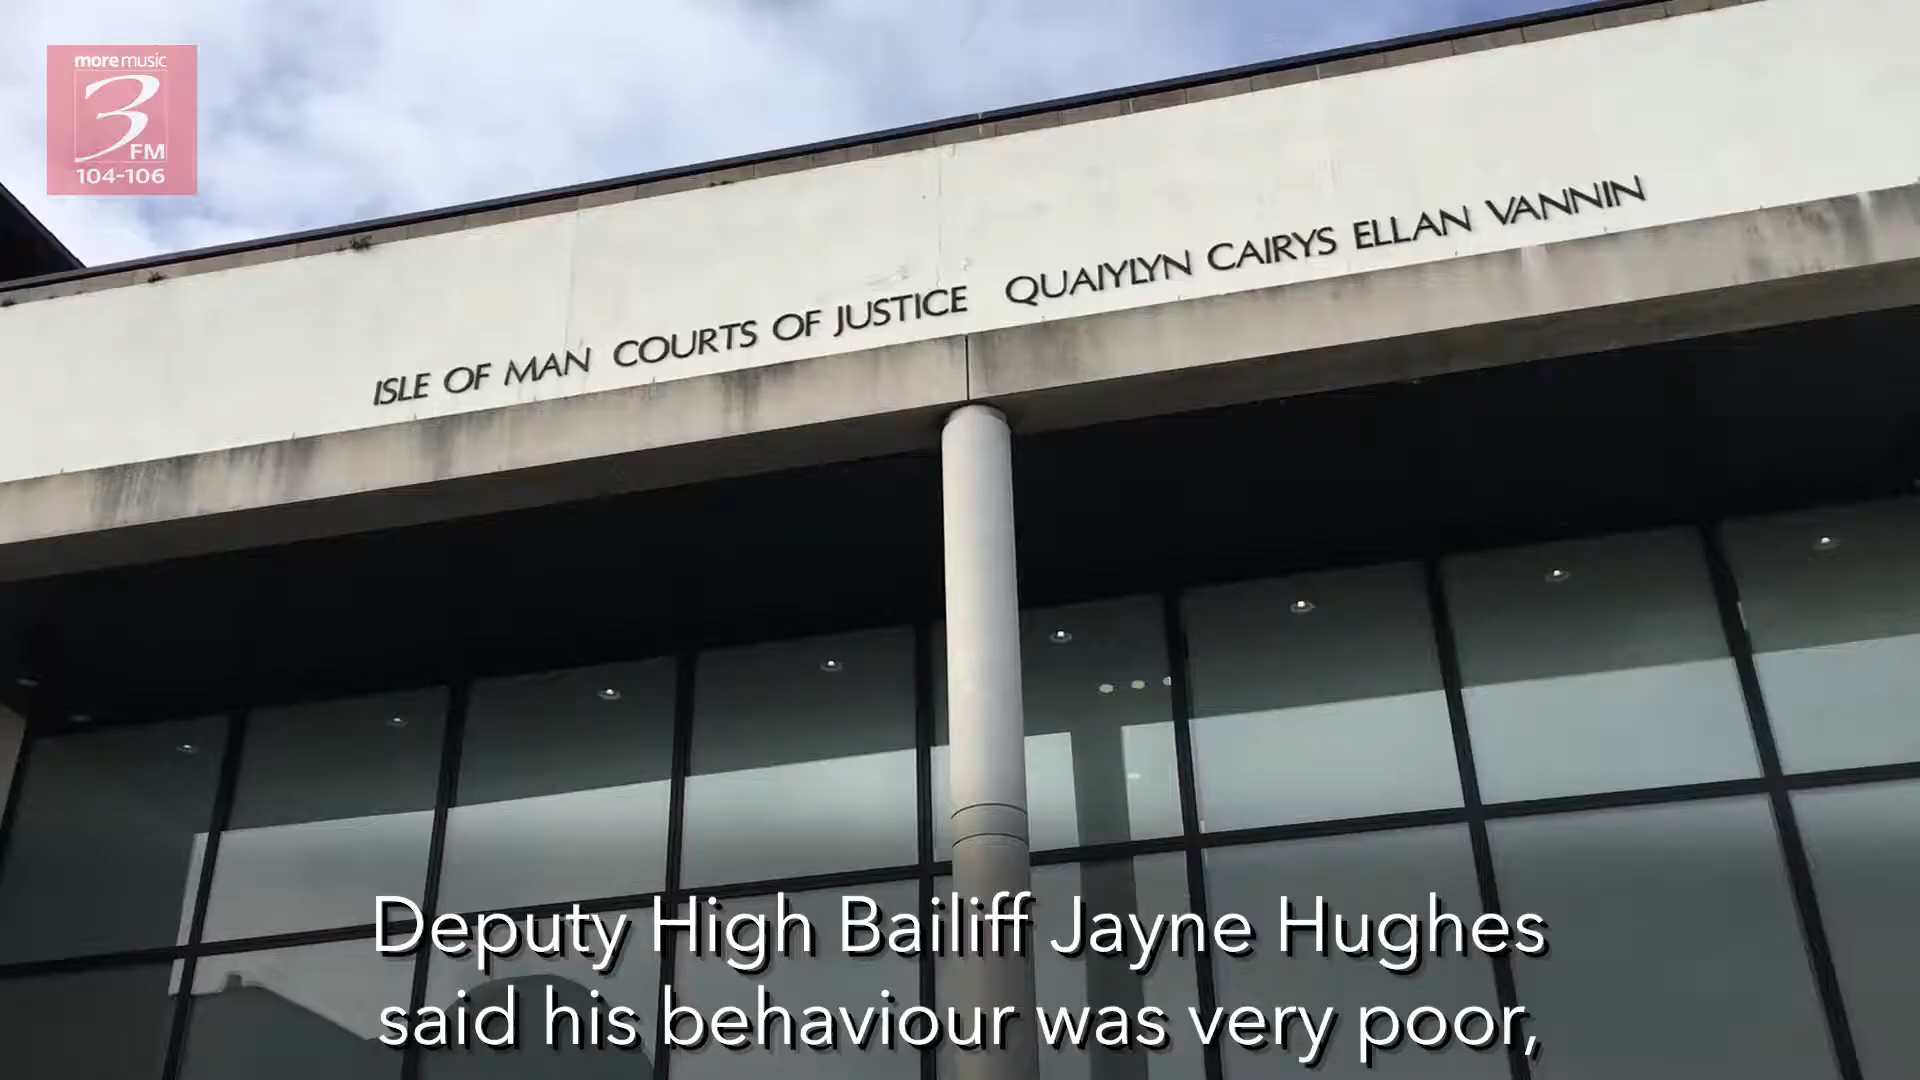 more music
3
FM
104-106
ISLE OF MAN COURTS OF JUSTICE QUAIYLYN CAIRYS ELLAN VANNIN
Deputy High Bailiff Jayne Hughes
said his behaviour was very poor,